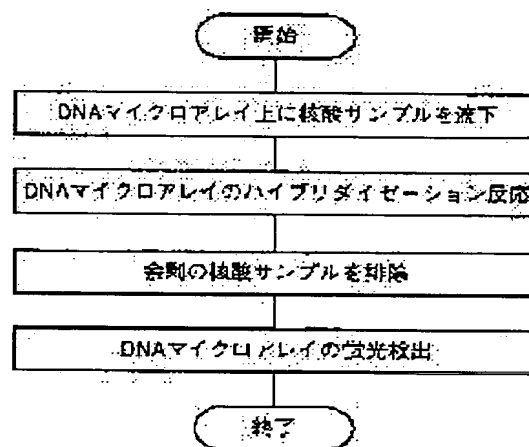 開始
DNAマイクロアレイ上に核酸サンプルを滴下
DNAマイクロアレイのハイブリダイゼーション反応
余剰の核酸サンプルを排除
DNAマイクロアレイの蛍光検出
終了